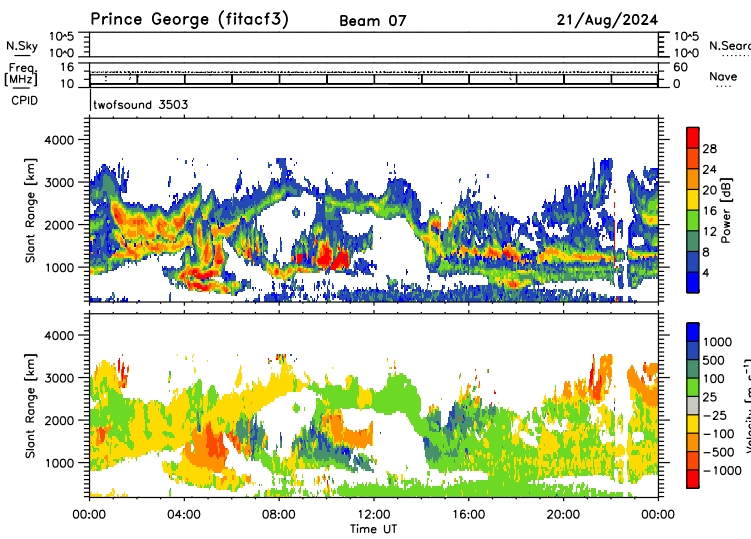 Prince George (fitacf3) Beam 07 21/Aug/2024
N.Sky 10^5 10^0 10^5 10^0 N.Sear
Freq [MHz] 16 10 60 0 Nave
CPID twofsound 3503
Slant Range [km] 4000 3000 2000 1000
28 24 20 16 12 8 4 Power [dB]
Slant Range [km] 4000 3000 2000 1000
1000 500 100 25 -25 -100 -500 -1000 Velocity [m s⁻¹]
00:00 04:00 08:00 12:00 16:00 20:00 00:00
Time UT